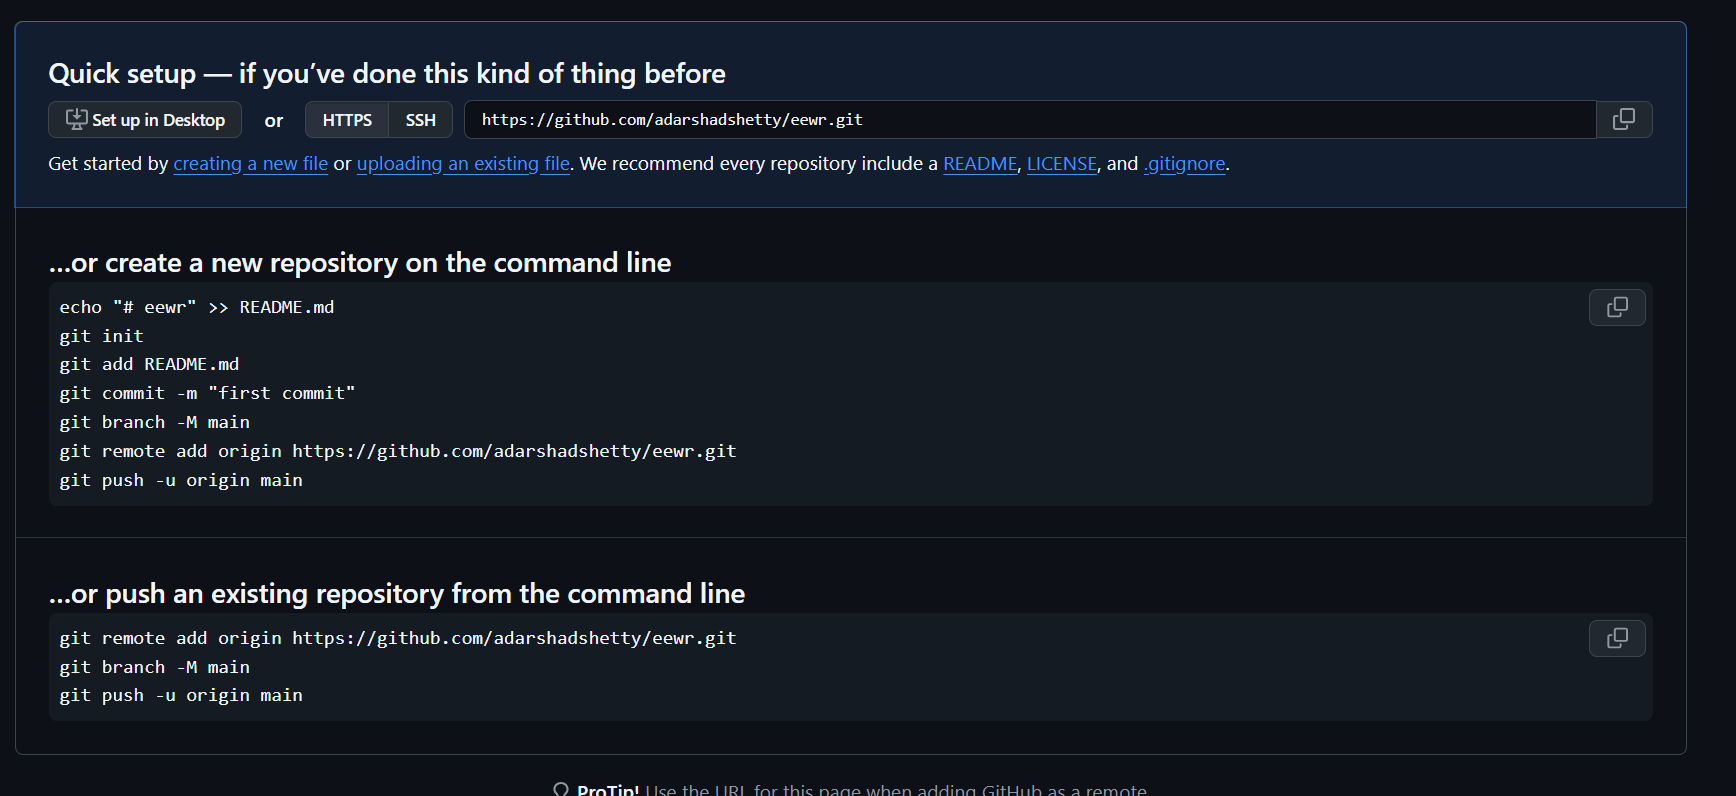 Quick setup — if you’ve done this kind of thing before
Set up in Desktop or HTTPS SSH https://github.com/adarshadshetty/eewr.git
Get started by creating a new file or uploading an existing file. We recommend every repository include a README, LICENSE, and .gitignore.
…or create a new repository on the command line
echo "# eewr" >> README.md
git init
git add README.md
git commit -m "first commit"
git branch -M main
git remote add origin https://github.com/adarshadshetty/eewr.git
git push -u origin main
…or push an existing repository from the command line
git remote add origin https://github.com/adarshadshetty/eewr.git
git branch -M main
git push -u origin main
ProTip! Use the URL for this page when adding GitHub as a remote.